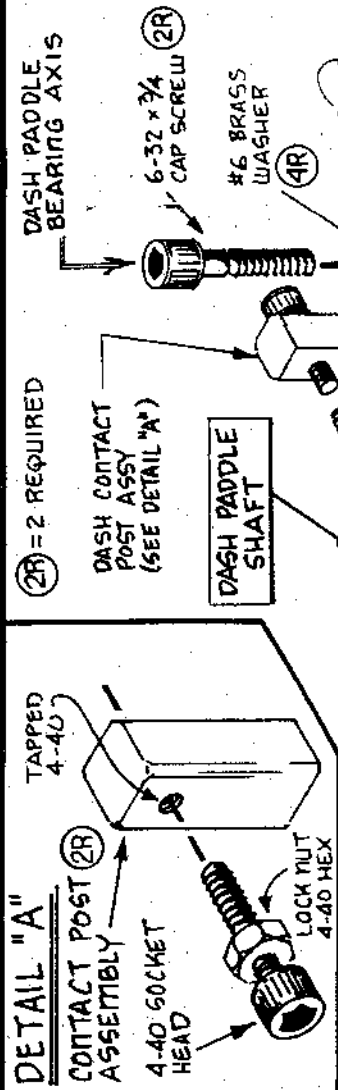 DETAIL "A"
CONTACT POST (2R)
ASSEMBLY
4-40 SOCKET
HEAD
TAPPED
4-40
LOCK NUT
4-40 HEX
(2R) = 2 REQUIRED
DASH CONTACT
POST ASSY
(SEE DETAIL "A")
DASH PADDLE
SHAFT
DASH PADDLE
BEARING AXIS
6-32 x 3/4 (2R)
CAP SCREW
#6 BRASS
WASHER
(4R)